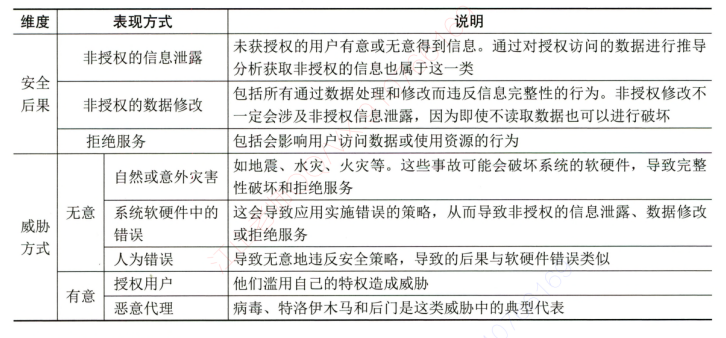 维度 表现方式 说明
安全后果 非授权的信息泄露 未获授权的用户有意或无意得到信息。通过对授权访问的数据进行推导
分析获取非授权的信息也属于这一类
非授权的数据修改 包括所有通过数据处理和修改而违反信息完整性的行为。非授权修改不
一定会涉及非授权信息泄露，因为即使不读取数据也可以进行破坏
拒绝服务 包括会影响用户访问数据或使用资源的行为
威胁方式 无意 自然或意外灾害 如地震、水灾、火灾等。这些事故可能会破坏系统的软硬件，导致完整
性破坏和拒绝服务
系统软硬件中的错误 这会导致应用实施错误的策略，从而导致非授权的信息泄露、数据修改
或拒绝服务
人为错误 导致无意地违反安全策略，导致的后果与软硬件错误类似
有意 授权用户 他们滥用自己的特权造成威胁
恶意代理 病毒、特洛伊木马和后门是这类威胁中的典型代表